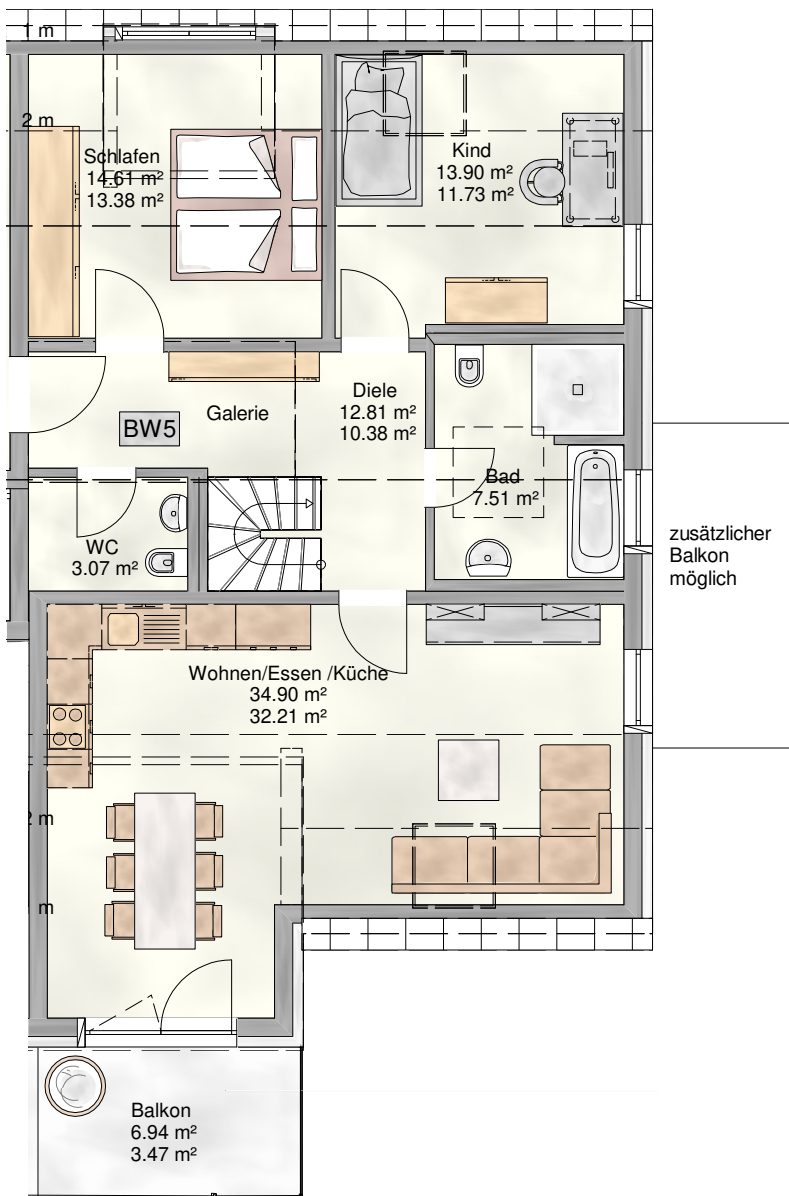 1 m
2 m
Schlafen
14.61 m²
13.38 m²
Kind
13.90 m²
11.73 m²
Diele
12.81 m²
10.38 m²
Galerie
BW5
Bad
7.51 m²
WC
3.07 m²
zusätzlicher
Balkon
möglich
Wohnen/Essen /Küche
34.90 m²
32.21 m²
2 m
m
Balkon
6.94 m²
3.47 m²